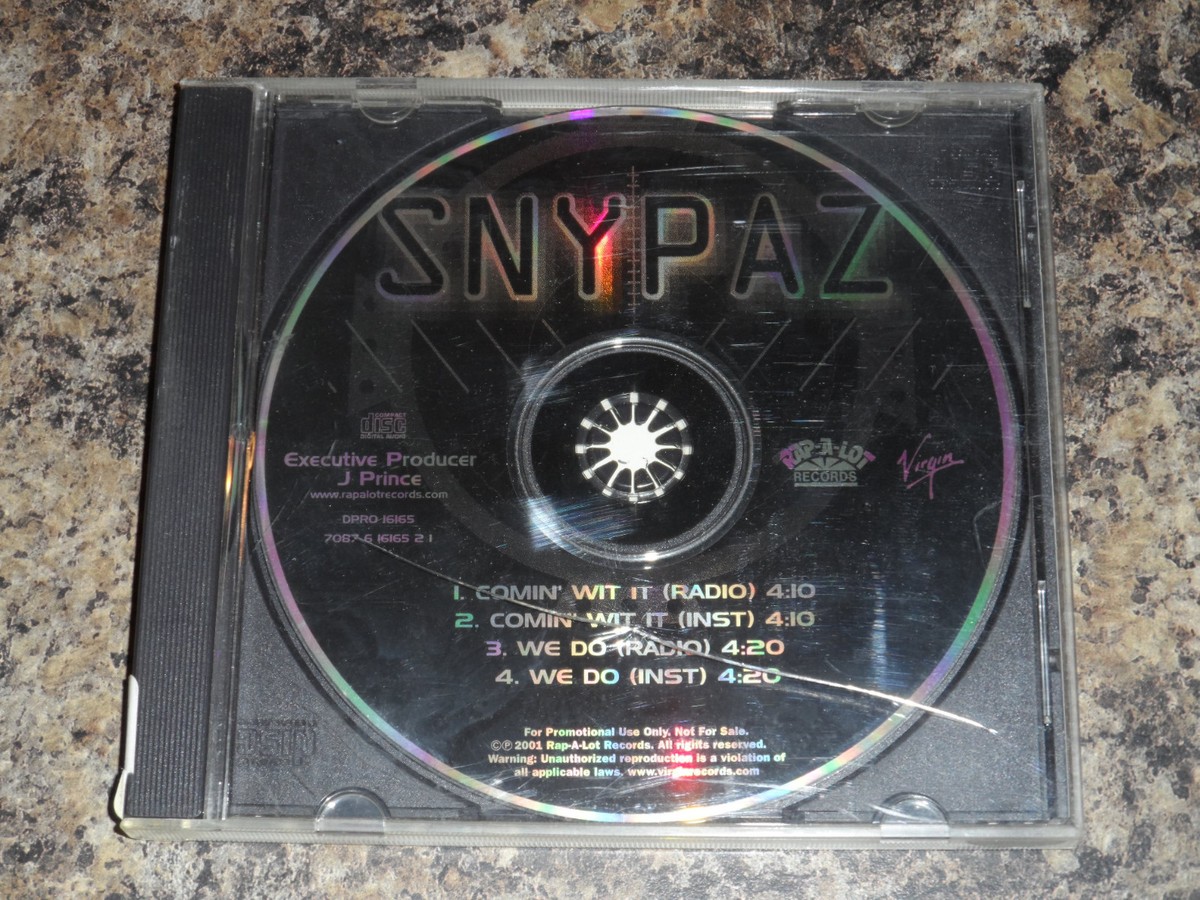 SNYPAZ
COMPACT
disc
DIGITAL AUDIO
Executive Producer
J Prince
www.rapalotrecords.com
DPRO 16165
7087 6 16165 2 1
RAP-A-LOT
RECORDS
Virgin
1. COMIN' WIT IT (RADIO) 4:10
2. COMIN' WIT IT (INST) 4:10
3. WE DO (RADIO) 4:20
4. WE DO (INST) 4:20
For Promotional Use Only. Not For Sale.
©℗ 2001 Rap-A-Lot Records. All rights reserved.
Warning: Unauthorized reproduction is a violation of
all applicable laws. www.virginrecords.com